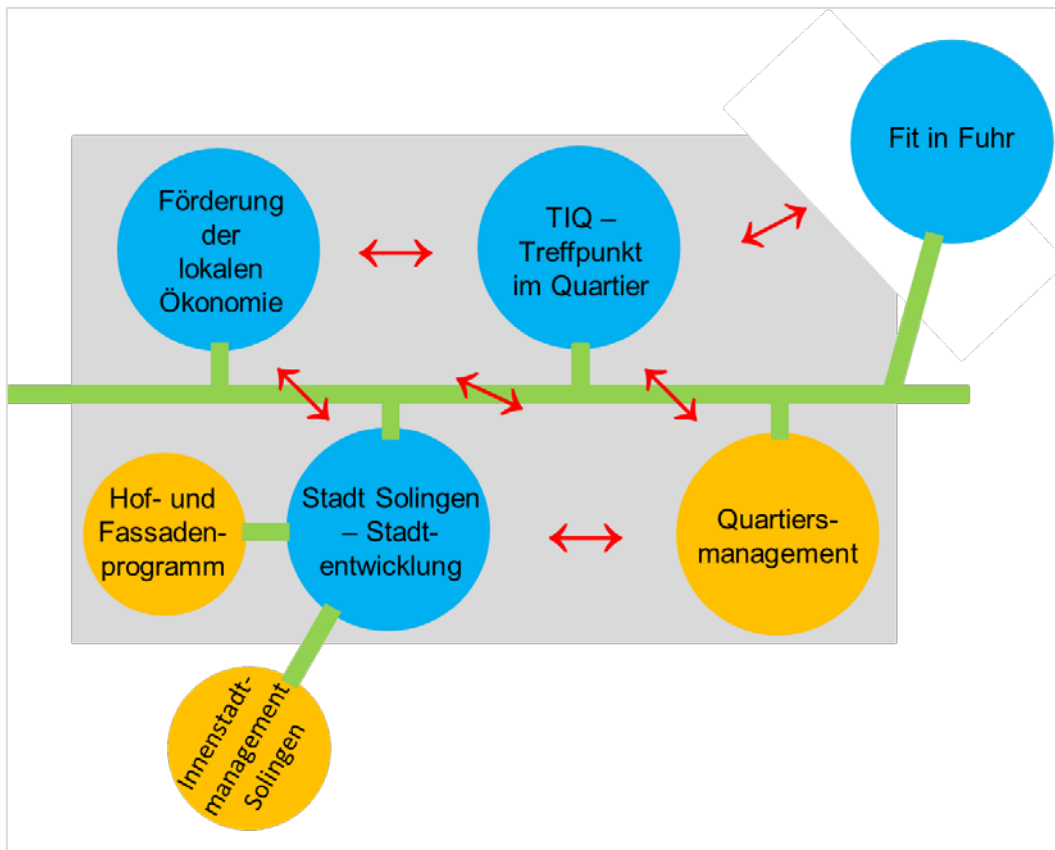 Fit in Fuhr
Förderung
der
lokalen
Ökonomie
TIQ –
Treffpunkt
im Quartier
Hof- und
Fassaden-
programm
Stadt Solingen
– Stadt-
entwicklung
Quartiers-
management
Innenstadt-
management
Solingen